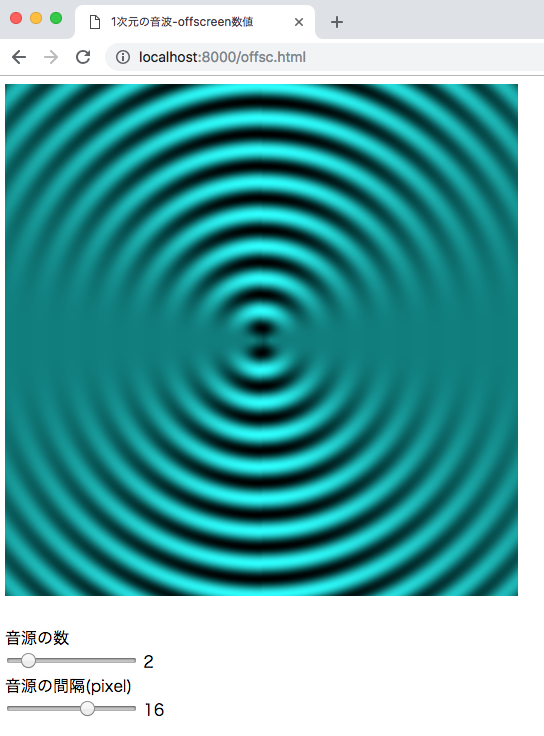 1次元の音波-offscreen数値
localhost:8000/offsc.html
音源の数
2
音源の間隔(pixel)
16